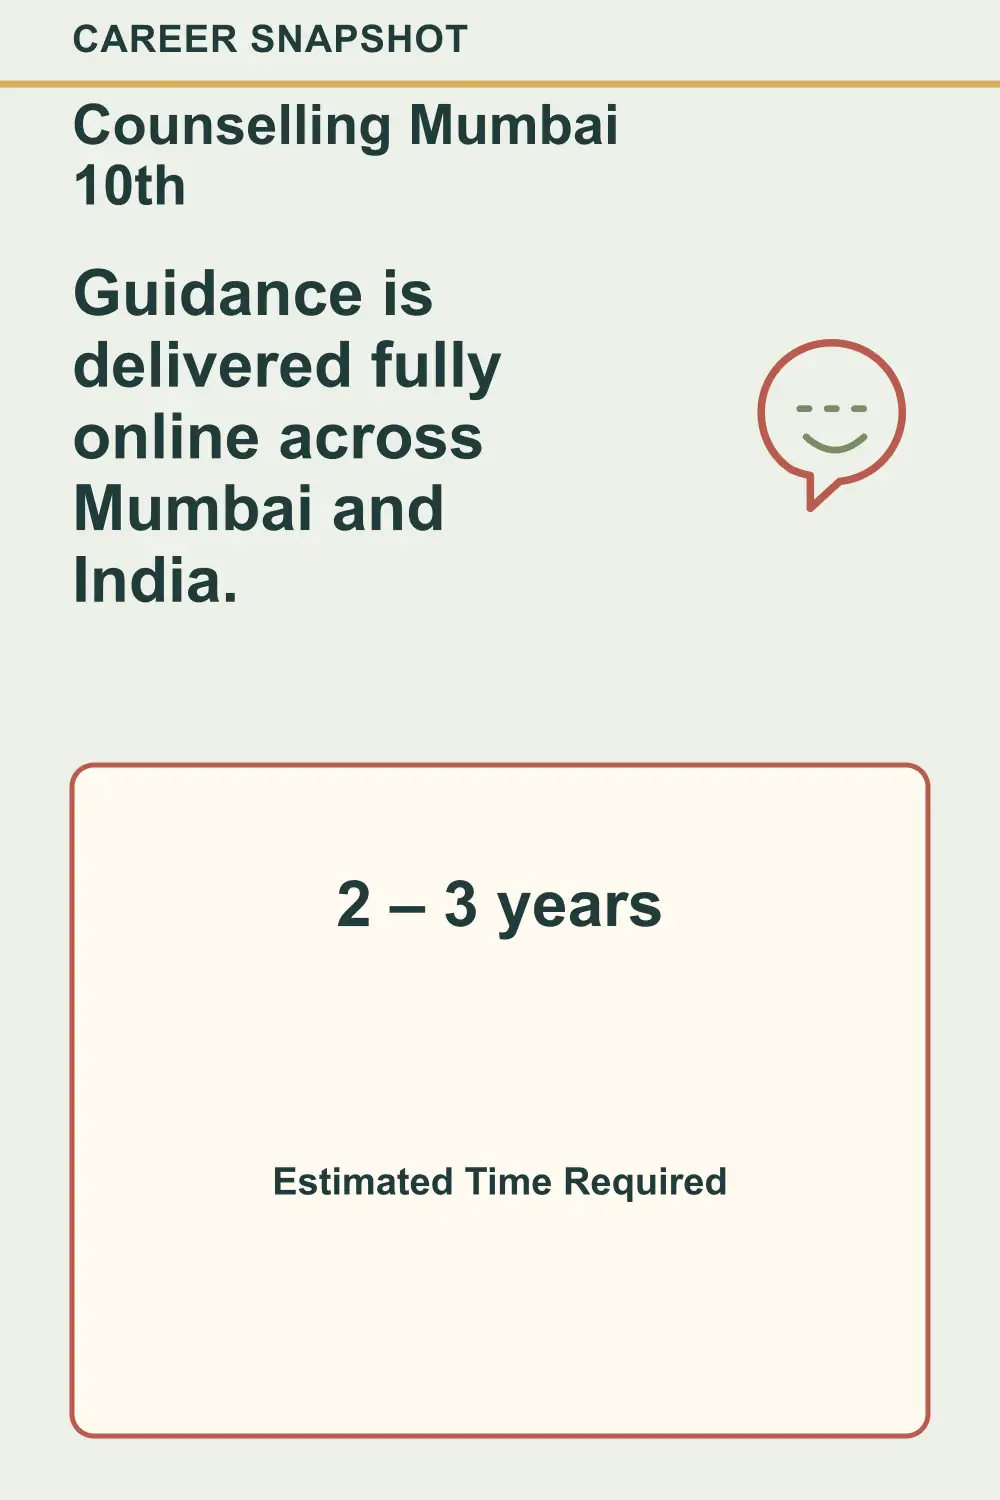 CAREER SNAPSHOT
Counselling Mumbai
10th
Guidance is
delivered fully
online across
Mumbai and
India.
2 – 3 years
Estimated Time Required